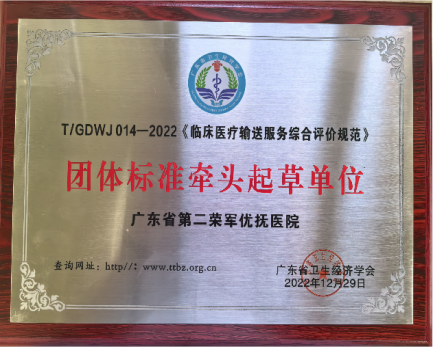 T/GDWJ 014—2022《临床医疗输送服务综合评价规范》
团体标准牵头起草单位
广东省第二荣军优抚医院
查询网址：http//：www.ttbz.org.cn
广东省卫生经济学会
2022年12月29日